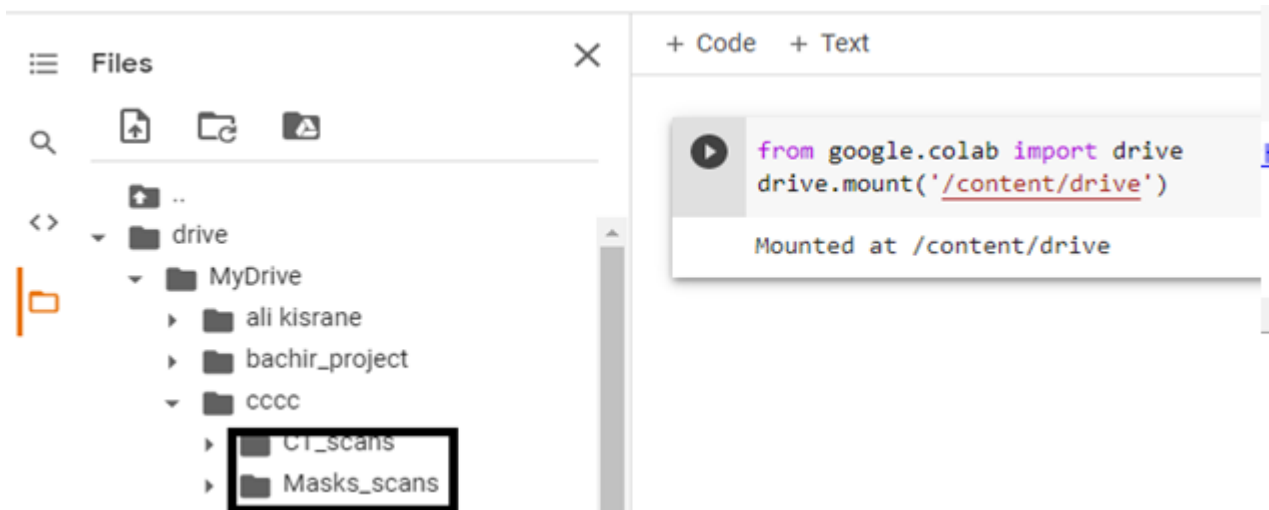 Files
..
drive
MyDrive
ali kisrane
bachir_project
cccc
CT_scans
Masks_scans
+ Code + Text
from google.colab import drive
drive.mount('/content/drive')
Mounted at /content/drive